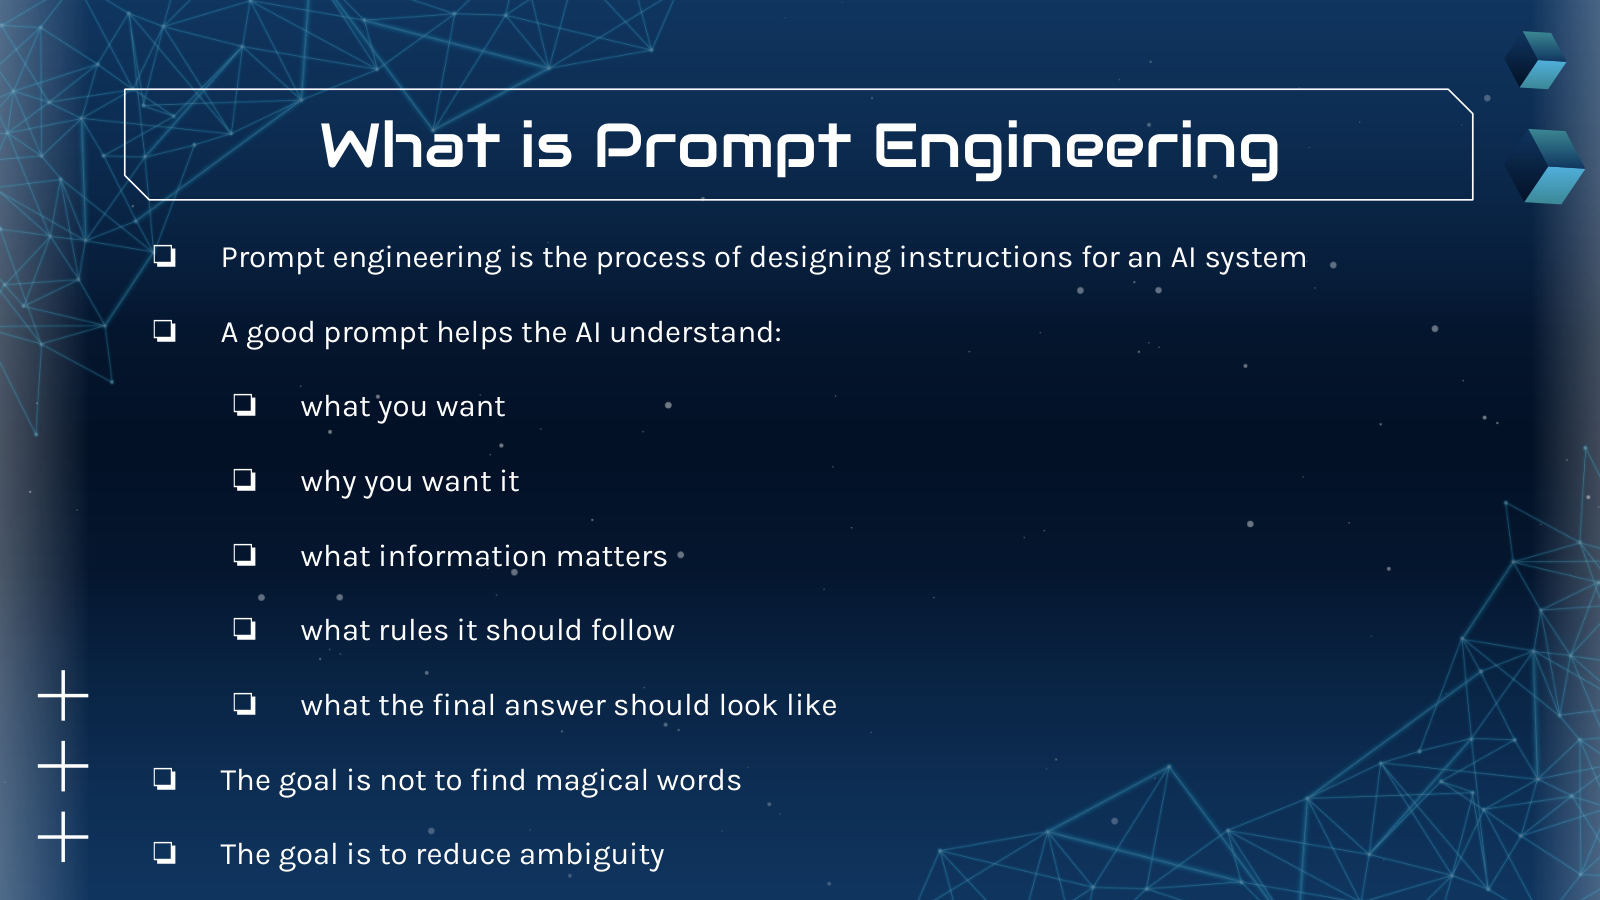 What is Prompt Engineering
❏ Prompt engineering is the process of designing instructions for an AI system
❏ A good prompt helps the AI understand:
❏ what you want
❏ why you want it
❏ what information matters
❏ what rules it should follow
❏ what the final answer should look like
❏ The goal is not to find magical words
❏ The goal is to reduce ambiguity